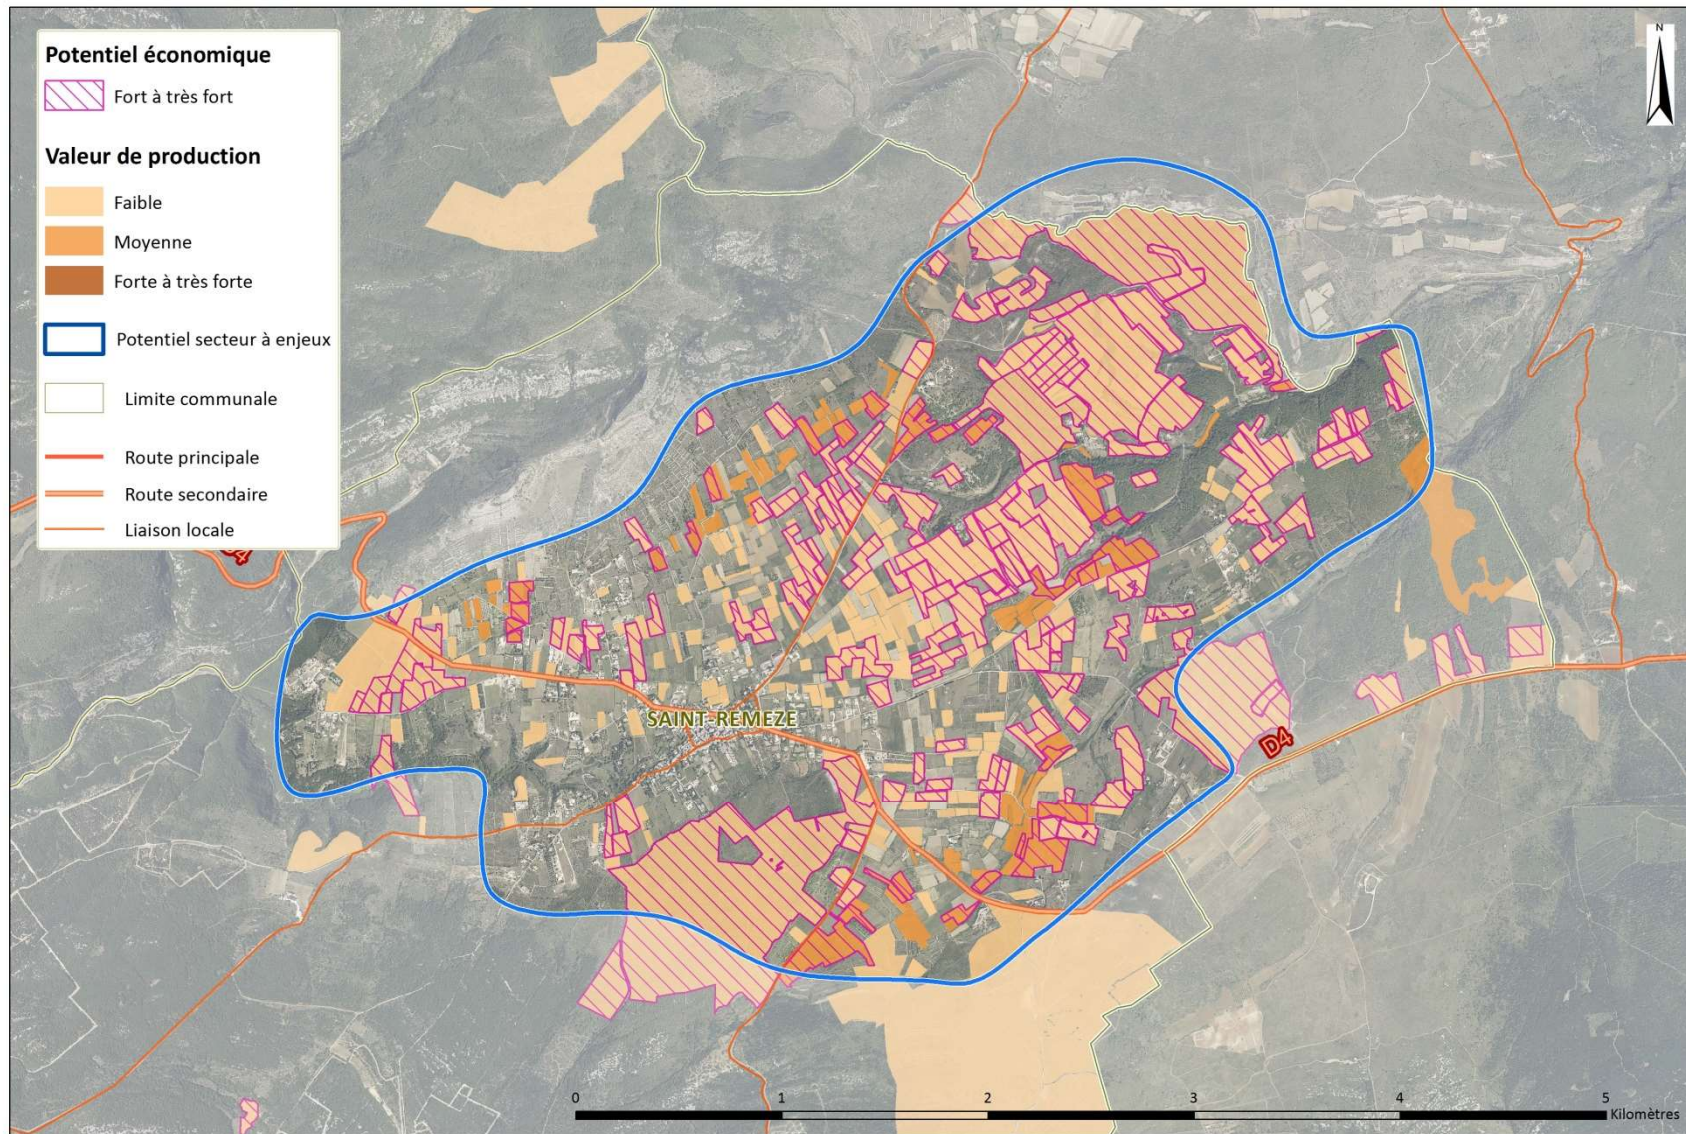 Potentiel économique
Fort à très fort
Valeur de production
Faible
Moyenne
Forte à très forte
Potentiel secteur à enjeux
Limite communale
Route principale
Route secondaire
Liaison locale
N
D4
SAINT-REMEZE
D4
0 1 2 3 4 5
Kilomètres